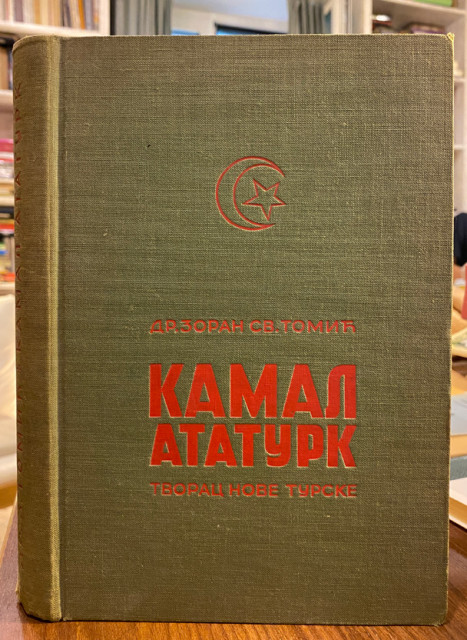 ДР. ЗОРАН СВ. ТОМИЋ
КАМАЛ
АТАТУРК
ТВОРАЦ НОВЕ ТУРСКЕ